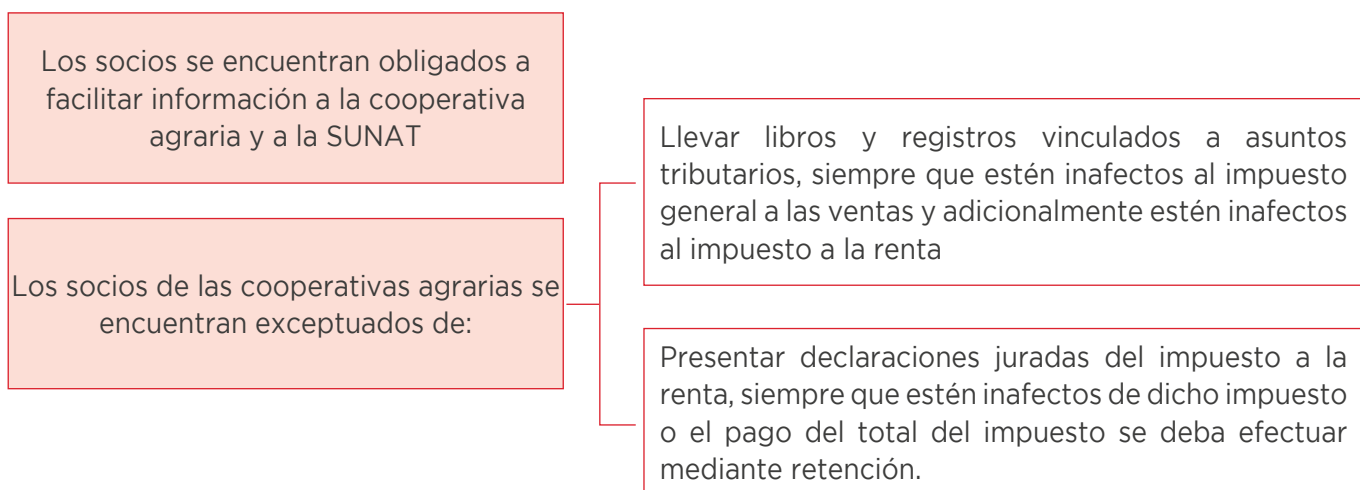 Los socios se encuentran obligados a
facilitar información a la cooperativa
agraria y a la SUNAT
Los socios de las cooperativas agrarias se
encuentran exceptuados de:
Llevar libros y registros vinculados a asuntos
tributarios, siempre que estén inafectos al impuesto
general a las ventas y adicionalmente estén inafectos
al impuesto a la renta
Presentar declaraciones juradas del impuesto a la
renta, siempre que estén inafectos de dicho impuesto
o el pago del total del impuesto se deba efectuar
mediante retención.